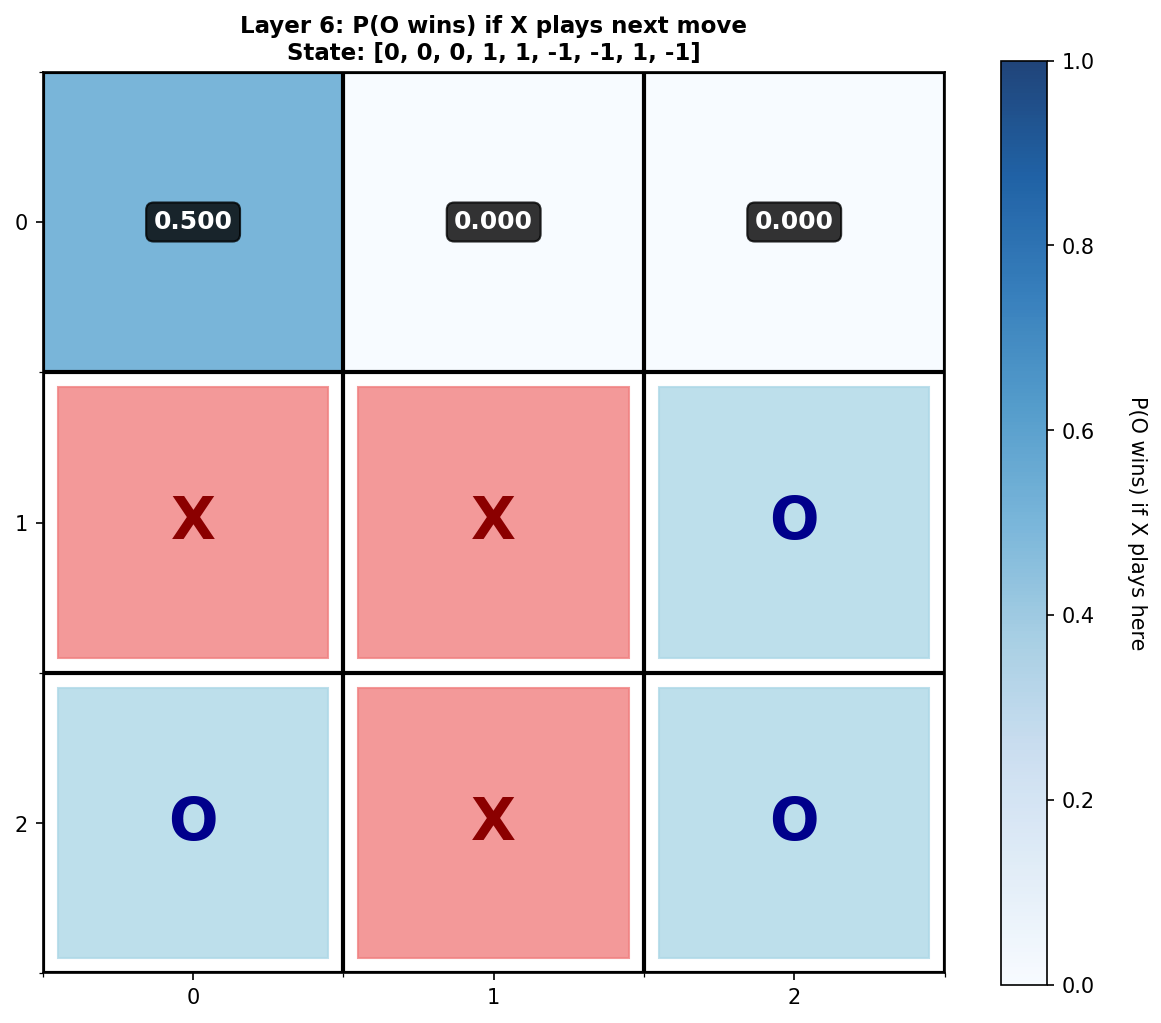 Layer 6: P(O wins) if X plays next move
State: [0, 0, 0, 1, 1, -1, -1, 1, -1]
0
0.500
0.000
0.000
1
X
X
O
2
O
X
O
0
1
2
1.0
0.8
0.6
0.4
0.2
0.0
P(O wins) if X plays here